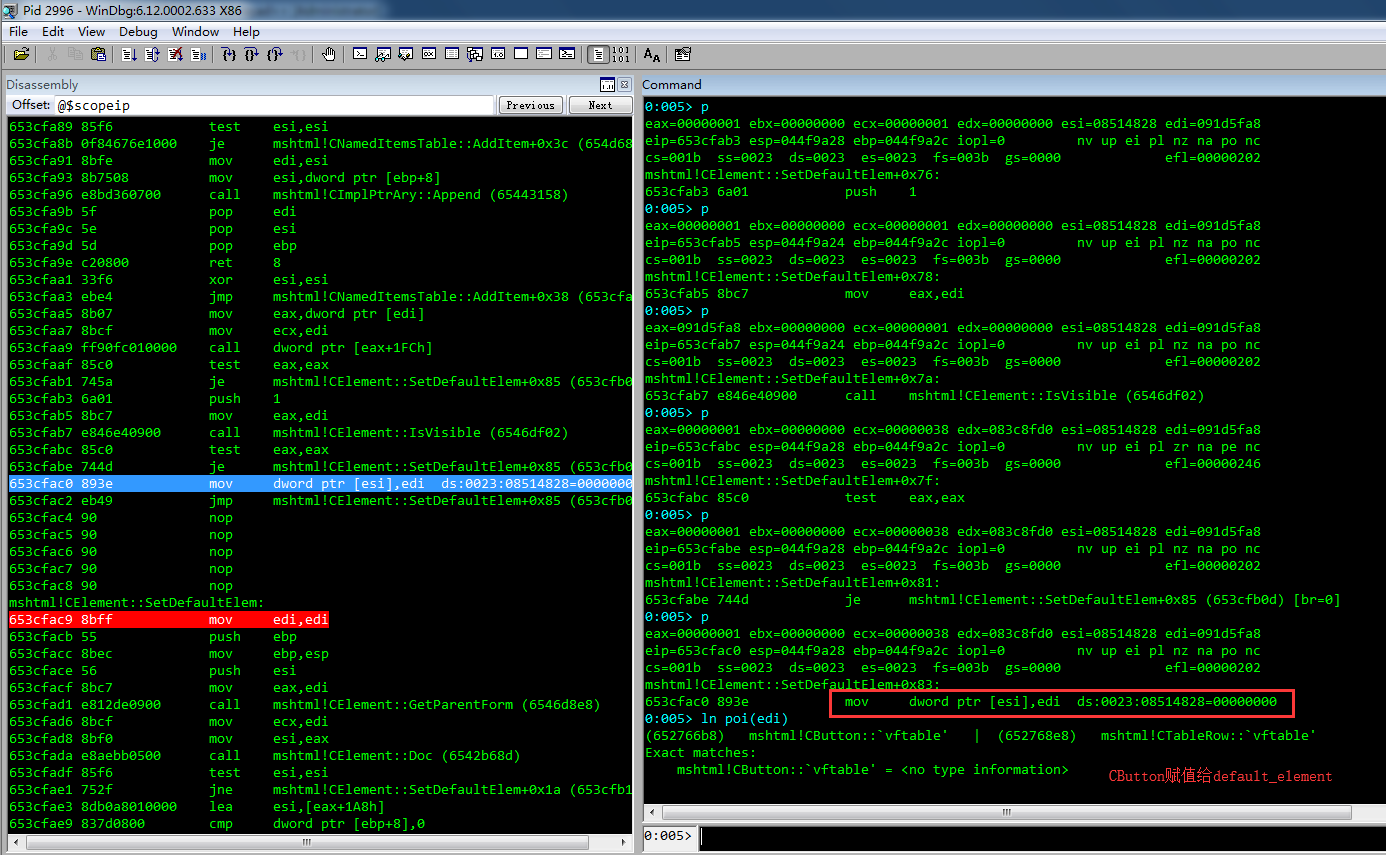 Pid 2996 - WinDbg:6.12.0002.633 X86
File Edit View Debug Window Help
Disassembly
Offset: @$scopeip Previous Next
653cfa89 85f6 test esi,esi
653cfa8b 0f84676e1000 je mshtml!CNamedItemsTable::AddItem+0x3c (654d68
653cfa91 8bfe mov edi,esi
653cfa93 8b7508 mov esi,dword ptr [ebp+8]
653cfa96 e8bd360700 call mshtml!CImplPtrAry::Append (65443158)
653cfa9b 5f pop edi
653cfa9c 5e pop esi
653cfa9d 5d pop ebp
653cfa9e c20800 ret 8
653cfaa1 33f6 xor esi,esi
653cfaa3 ebe4 jmp mshtml!CNamedItemsTable::AddItem+0x38 (653cfa
653cfaa5 8b07 mov eax,dword ptr [edi]
653cfaa7 8bcf mov ecx,edi
653cfaa9 ff90fc010000 call dword ptr [eax+1FCh]
653cfaaf 85c0 test eax,eax
653cfab1 745a je mshtml!CElement::SetDefaultElem+0x85 (653cfb0
653cfab3 6a01 push 1
653cfab5 8bc7 mov eax,edi
653cfab7 e846e40900 call mshtml!CElement::IsVisible (6546df02)
653cfabc 85c0 test eax,eax
653cfabe 744d je mshtml!CElement::SetDefaultElem+0x85 (653cfb0
653cfac0 893e mov dword ptr [esi],edi ds:0023:08514828=0000000
653cfac2 eb49 jmp mshtml!CElement::SetDefaultElem+0x85 (653cfb0
653cfac4 90 nop
653cfac5 90 nop
653cfac6 90 nop
653cfac7 90 nop
653cfac8 90 nop
mshtml!CElement::SetDefaultElem:
653cfac9 8bff mov edi,edi
653cfacb 55 push ebp
653cfacc 8bec mov ebp,esp
653cface 56 push esi
653cfacf 8bc7 mov eax,edi
653cfad1 e812de0900 call mshtml!CElement::GetParentForm (6546d8e8)
653cfad6 8bcf mov ecx,edi
653cfad8 8bf0 mov esi,eax
653cfada e8aebb0500 call mshtml!CElement::Doc (6542b68d)
653cfadf 85f6 test esi,esi
653cfae1 752f jne mshtml!CElement::SetDefaultElem+0x1a (653cfb1
653cfae3 8db0a8010000 lea esi,[eax+1A8h]
653cfae9 837d0800 cmp dword ptr [ebp+8],0
Command
0:005> p
eax=00000001 ebx=00000000 ecx=00000001 edx=00000000 esi=08514828 edi=091d5fa8
eip=653cfab3 esp=044f9a28 ebp=044f9a2c iopl=0 nv up ei pl nz na po nc
cs=001b ss=0023 ds=0023 es=0023 fs=003b gs=0000 efl=00000202
mshtml!CElement::SetDefaultElem+0x76:
653cfab3 6a01 push 1
0:005> p
eax=00000001 ebx=00000000 ecx=00000001 edx=00000000 esi=08514828 edi=091d5fa8
eip=653cfab5 esp=044f9a24 ebp=044f9a2c iopl=0 nv up ei pl nz na po nc
cs=001b ss=0023 ds=0023 es=0023 fs=003b gs=0000 efl=00000202
mshtml!CElement::SetDefaultElem+0x78:
653cfab5 8bc7 mov eax,edi
0:005> p
eax=091d5fa8 ebx=00000000 ecx=00000001 edx=00000000 esi=08514828 edi=091d5fa8
eip=653cfab7 esp=044f9a24 ebp=044f9a2c iopl=0 nv up ei pl nz na po nc
cs=001b ss=0023 ds=0023 es=0023 fs=003b gs=0000 efl=00000202
mshtml!CElement::SetDefaultElem+0x7a:
653cfab7 e846e40900 call mshtml!CElement::IsVisible (6546df02)
0:005> p
eax=00000001 ebx=00000000 ecx=00000038 edx=083c8fd0 esi=08514828 edi=091d5fa8
eip=653cfabc esp=044f9a28 ebp=044f9a2c iopl=0 nv up ei pl zr na pe nc
cs=001b ss=0023 ds=0023 es=0023 fs=003b gs=0000 efl=00000246
mshtml!CElement::SetDefaultElem+0x7f:
653cfabc 85c0 test eax,eax
0:005> p
eax=00000001 ebx=00000000 ecx=00000038 edx=083c8fd0 esi=08514828 edi=091d5fa8
eip=653cfabe esp=044f9a28 ebp=044f9a2c iopl=0 nv up ei pl nz na po nc
cs=001b ss=0023 ds=0023 es=0023 fs=003b gs=0000 efl=00000202
mshtml!CElement::SetDefaultElem+0x81:
653cfabe 744d je mshtml!CElement::SetDefaultElem+0x85 (653cfb0d) [br=0]
0:005> p
eax=00000001 ebx=00000000 ecx=00000038 edx=083c8fd0 esi=08514828 edi=091d5fa8
eip=653cfac0 esp=044f9a28 ebp=044f9a2c iopl=0 nv up ei pl nz na po nc
cs=001b ss=0023 ds=0023 es=0023 fs=003b gs=0000 efl=00000202
mshtml!CElement::SetDefaultElem+0x83:
653cfac0 893e mov dword ptr [esi],edi ds:0023:08514828=00000000
0:005> ln poi(edi)
(652766b8) mshtml!CButton::`vftable' | (652768e8) mshtml!CTableRow::`vftable'
Exact matches:
mshtml!CButton::`vftable' = <no type information>
CButton赋值给default_element
0:005>